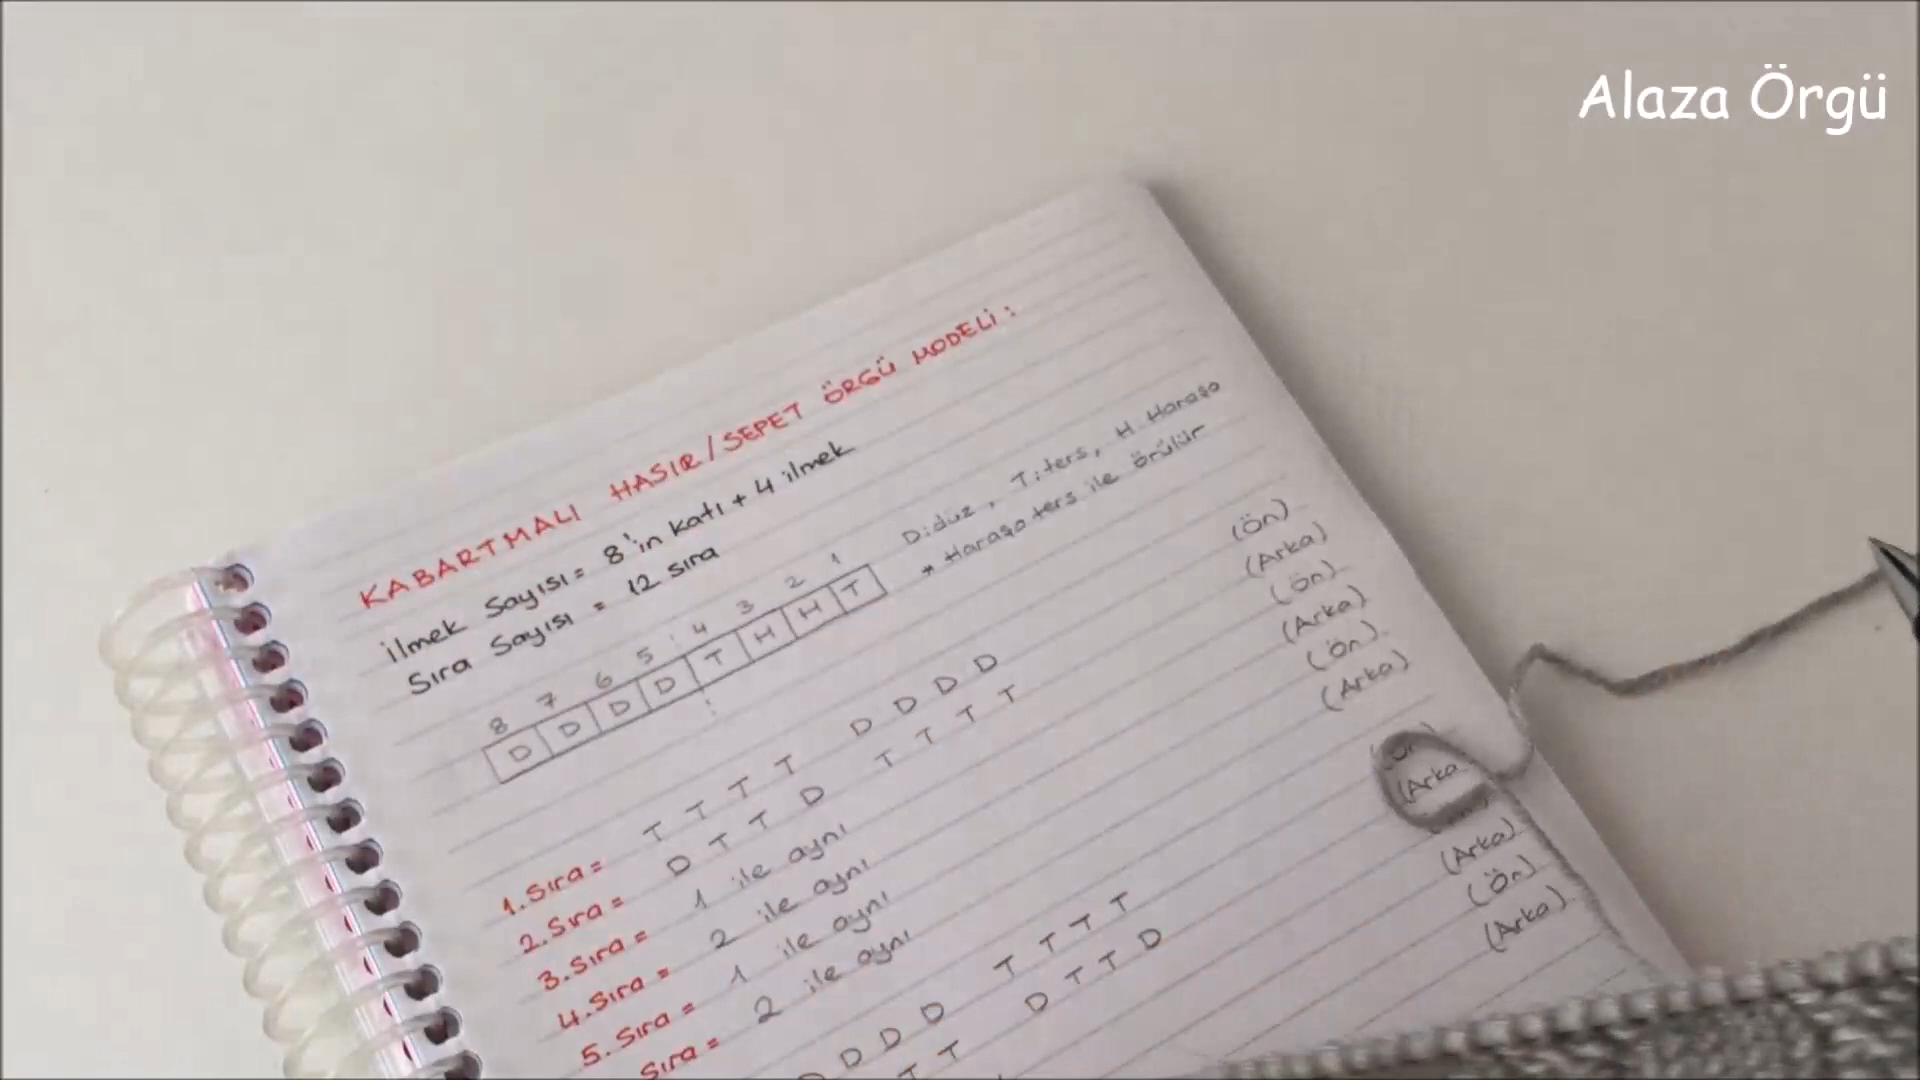 Alaza Örgü
KABARTMALI HASIR/SEPET ÖRGÜ MODELİ:
İlmek Sayısı = 8'in katı + 4 ilmek
Sıra Sayısı = 12 sıra
D:düz, T:ters, H:Haraşo
* Haraşo ters ile örülür
8 7 6 5 4 3 2 1
D D D D T H H T
1.Sıra = T T T T D D D D (Ön)
2.Sıra = D T T D T T T T (Arka)
3.Sıra = 1 ile aynı (Ön)
4.Sıra = 2 ile aynı (Arka)
5.Sıra = 1 ile aynı (Ön)
Sıra = 2 ile aynı (Arka)
D D D T T T T (Ön)
T T D T T D (Arka
(Arka)
(Ön)
(Arka)